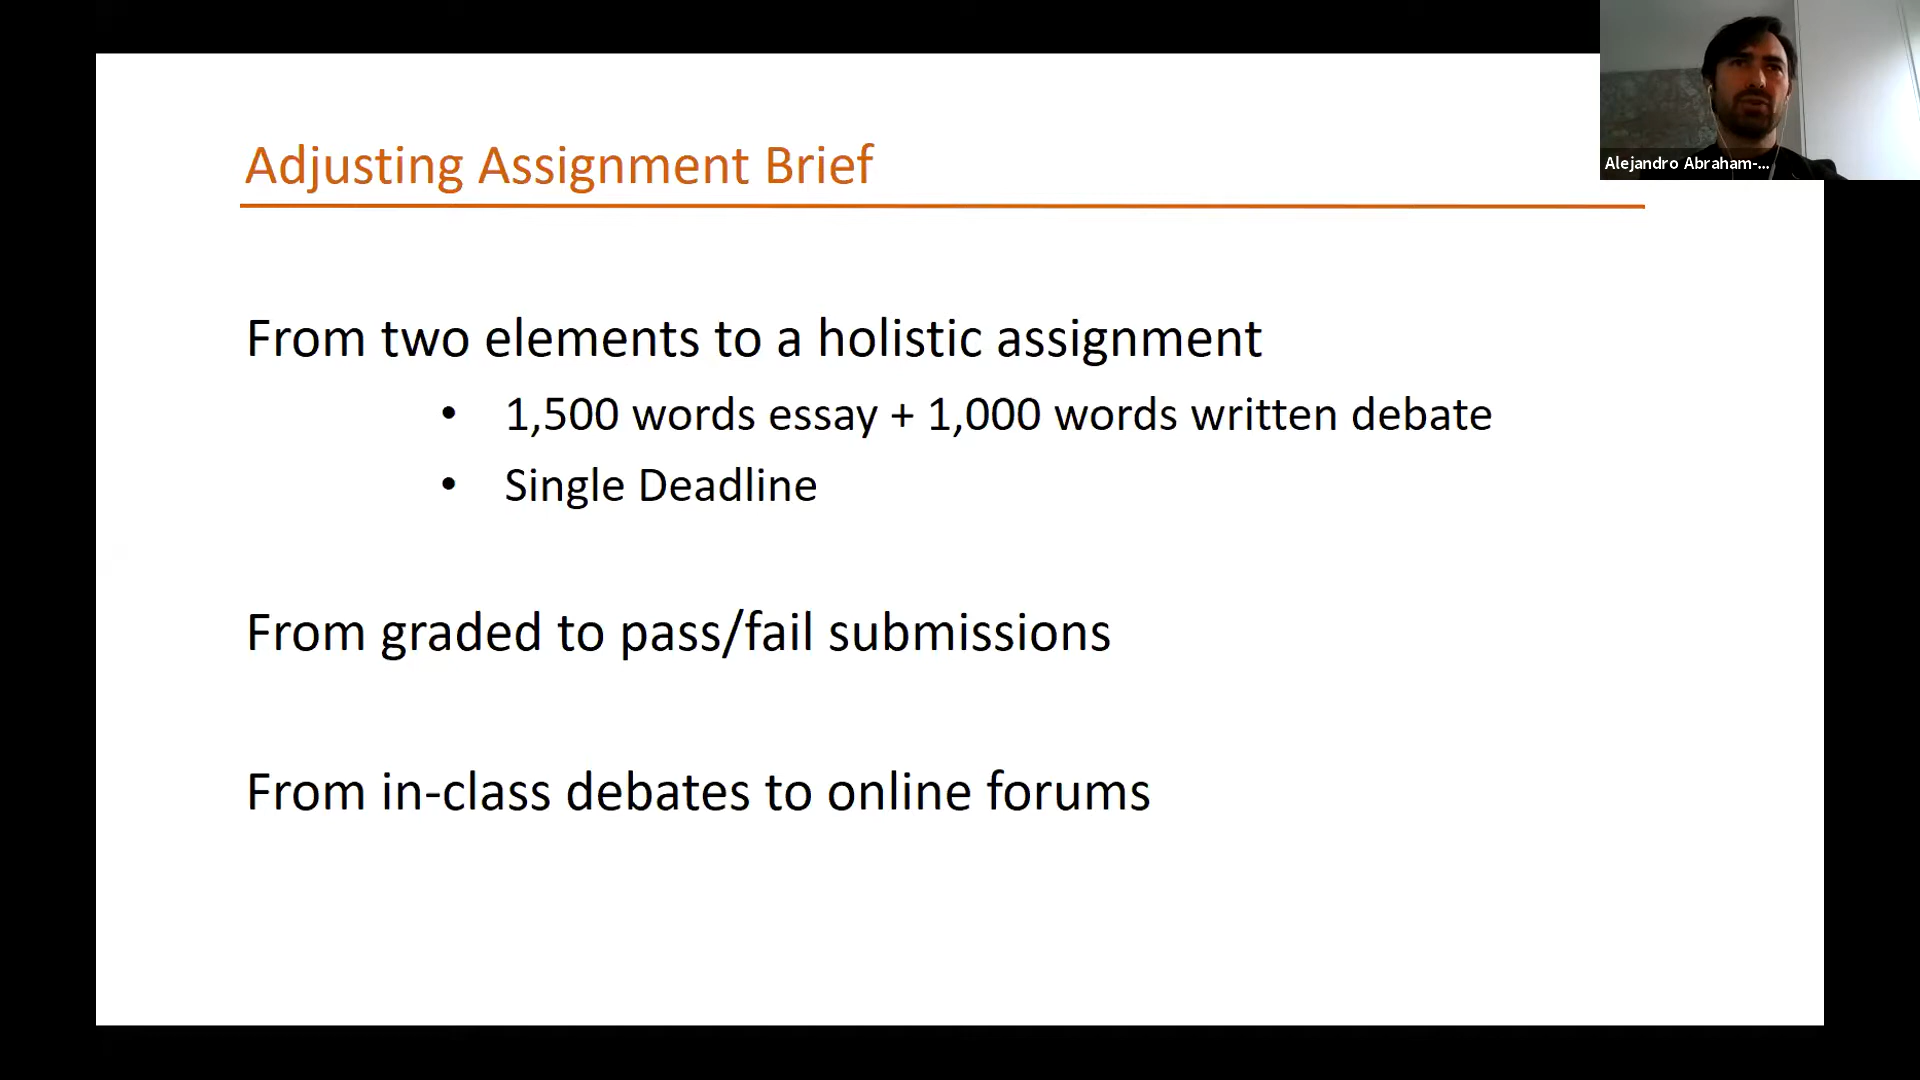 Adjusting Assignment Brief
Alejandro Abraham-...
From two elements to a holistic assignment
• 1,500 words essay + 1,000 words written debate
• Single Deadline
From graded to pass/fail submissions
From in-class debates to online forums